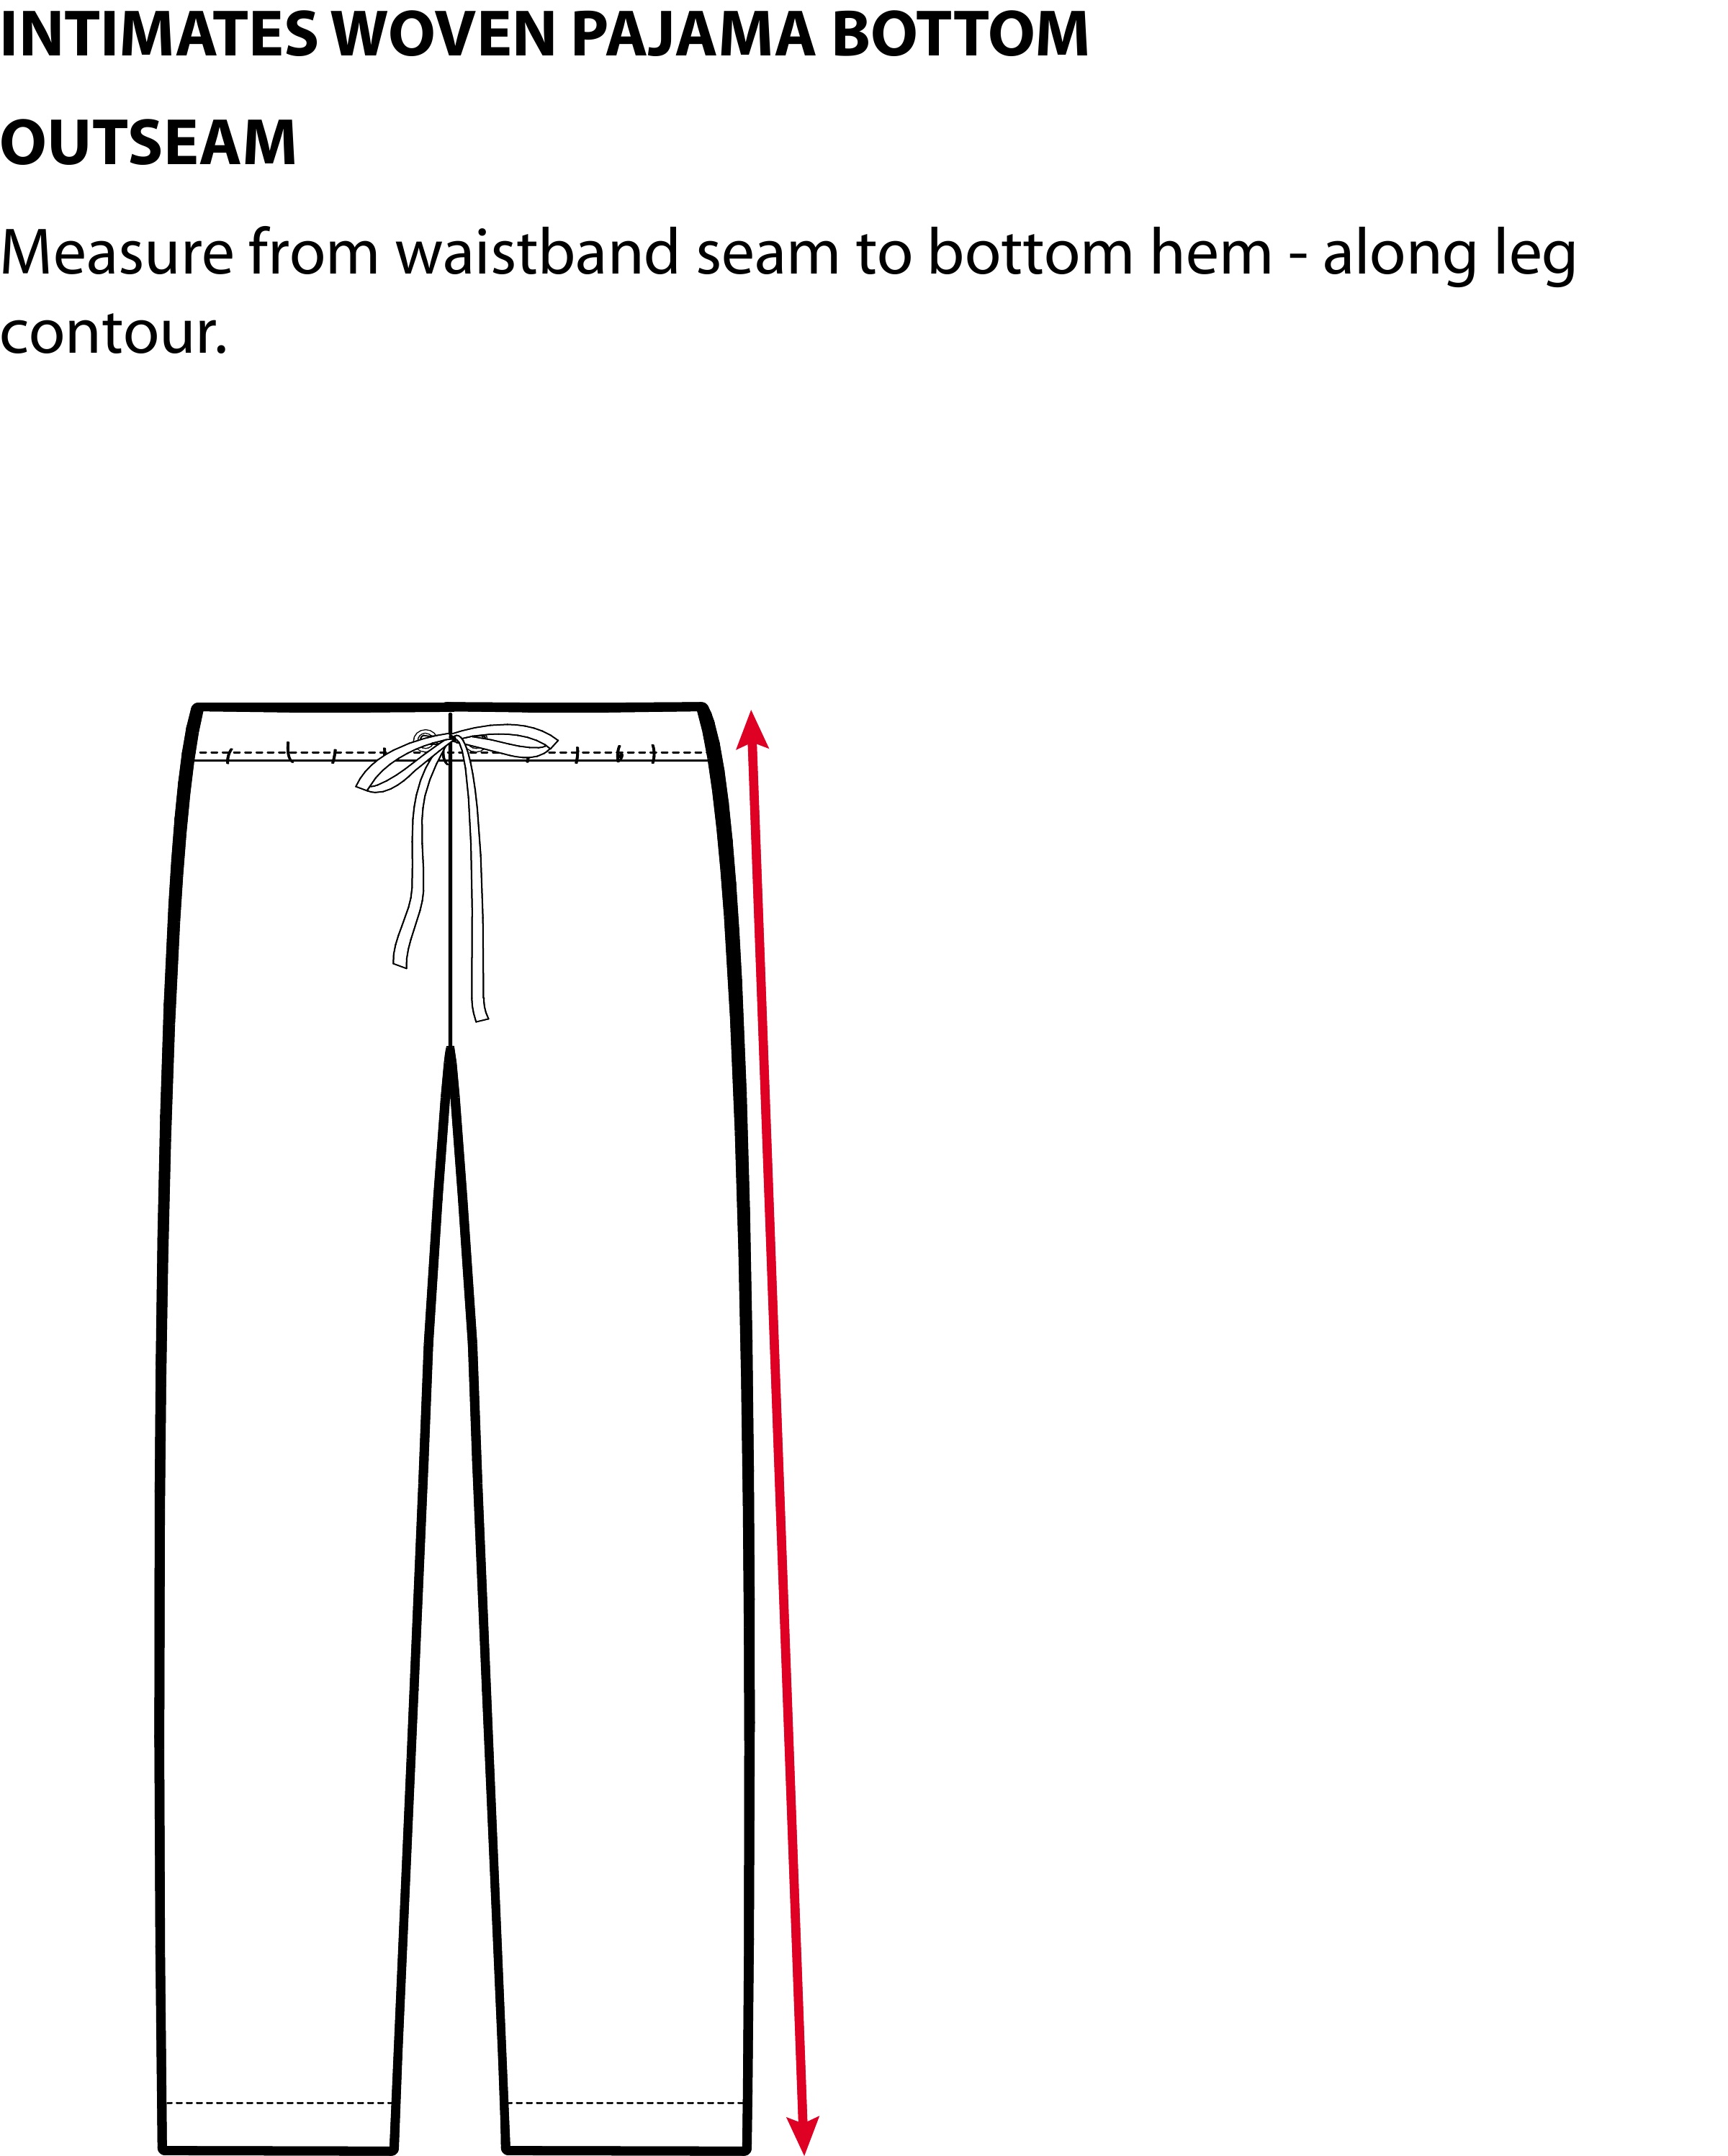 INTIMATES WOVEN PAJAMA BOTTOM
OUTSEAM
Measure from waistband seam to bottom hem - along leg
contour.